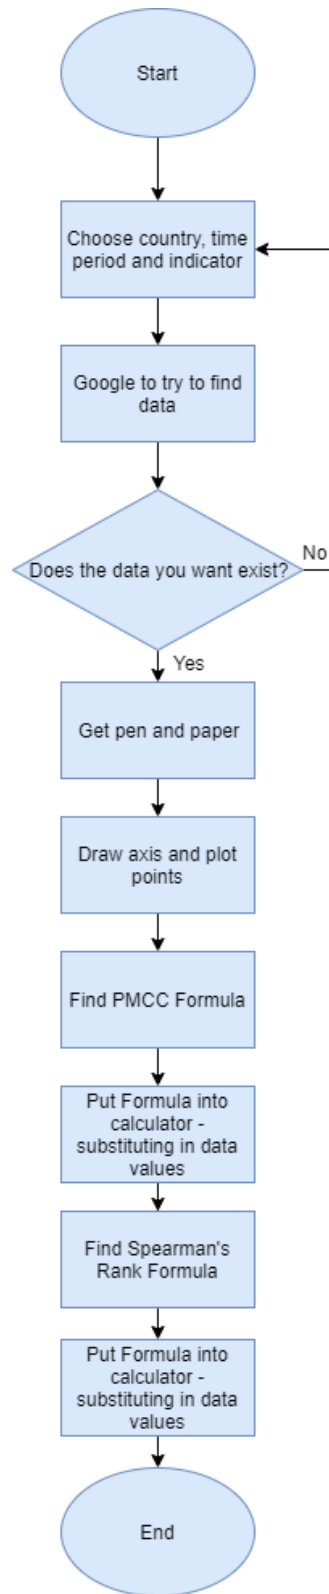 Start
Choose country, time
period and indicator
Google to try to find
data
Does the data you want exist?
No
Yes
Get pen and paper
Draw axis and plot
points
Find PMCC Formula
Put Formula into
calculator -
substituting in data
values
Find Spearman's
Rank Formula
Put Formula into
calculator -
substituting in data
values
End